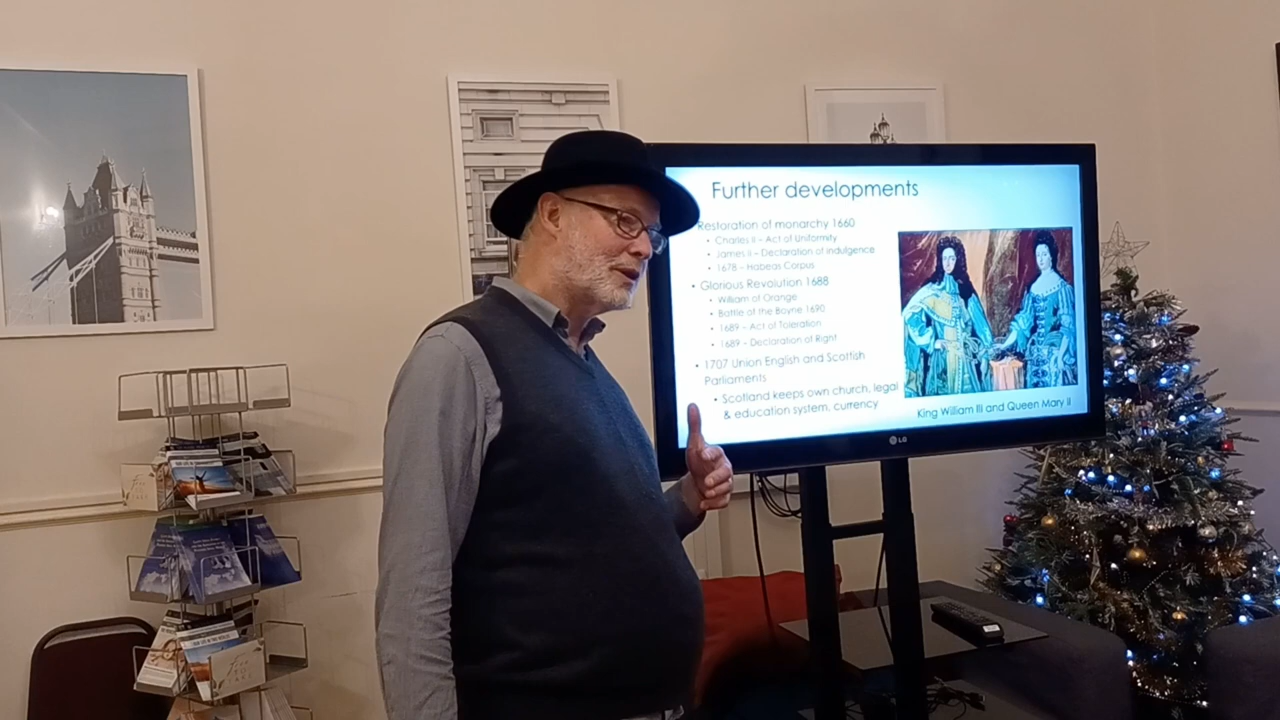 Further developments
Restoration of monarchy 1660
• Charles II – Act of Uniformity
• James II – Declaration of Indulgence
• 1678 – Habeas Corpus
• Glorious Revolution 1688
• William of Orange
• Battle of the Boyne 1690
• 1689 – Act of Toleration
• 1689 – Declaration of Right
• 1707 Union English and Scottish
Parliaments
• Scotland keeps own church, legal
& education system, currency
King William III and Queen Mary II
LG